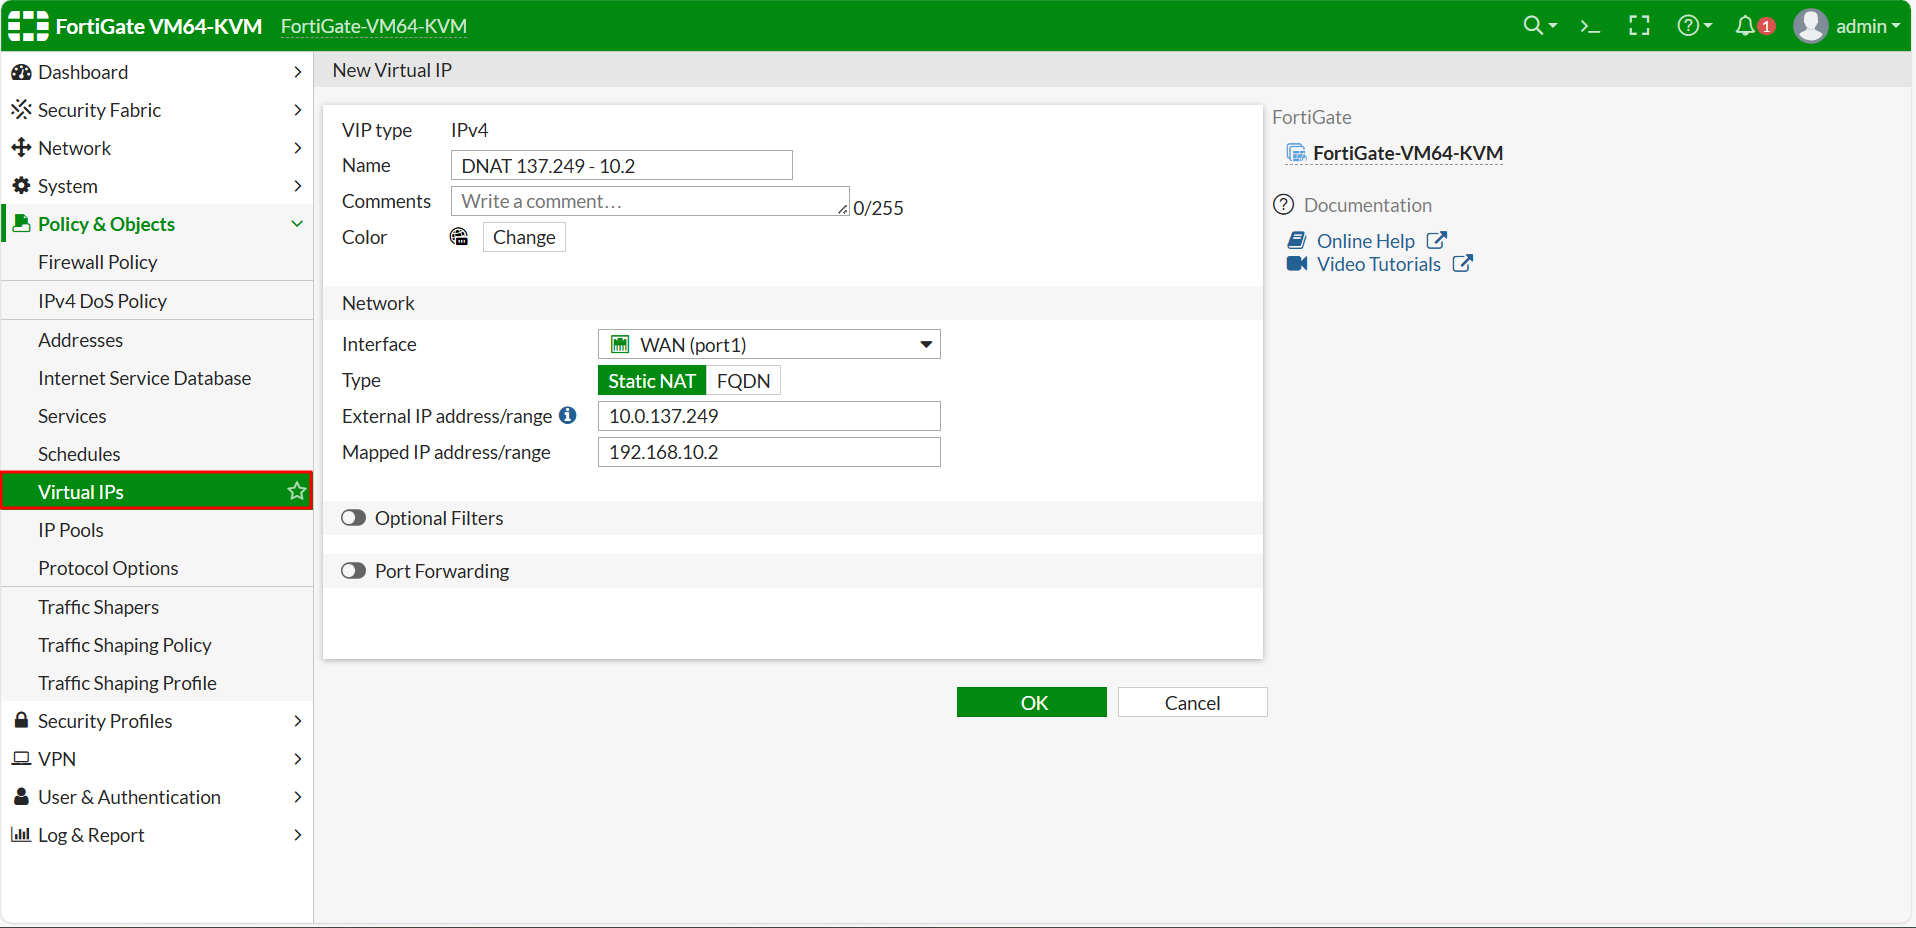 FortiGate VM64-KVM FortiGate-VM64-KVM 1 admin
Dashboard
Security Fabric
Network
System
Policy & Objects
Firewall Policy
IPv4 DoS Policy
Addresses
Internet Service Database
Services
Schedules
Virtual IPs
IP Pools
Protocol Options
Traffic Shapers
Traffic Shaping Policy
Traffic Shaping Profile
Security Profiles
VPN
User & Authentication
Log & Report
New Virtual IP
VIP type IPv4
Name DNAT 137.249 - 10.2
Comments Write a comment... 0/255
Color Change
Network
Interface WAN (port1)
Type Static NAT FQDN
External IP address/range 10.0.137.249
Mapped IP address/range 192.168.10.2
Optional Filters
Port Forwarding
OK Cancel
FortiGate
FortiGate-VM64-KVM
Documentation
Online Help
Video Tutorials